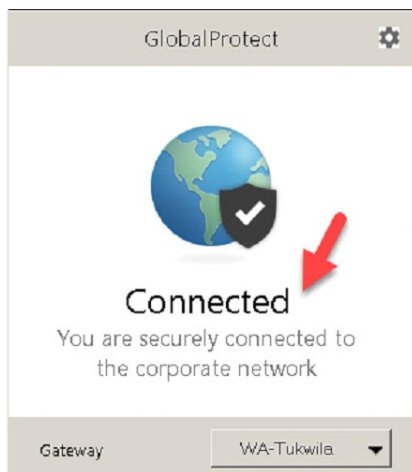 GlobalProtect
Connected
You are securely connected to
the corporate network
Gateway
WA-Tukwila